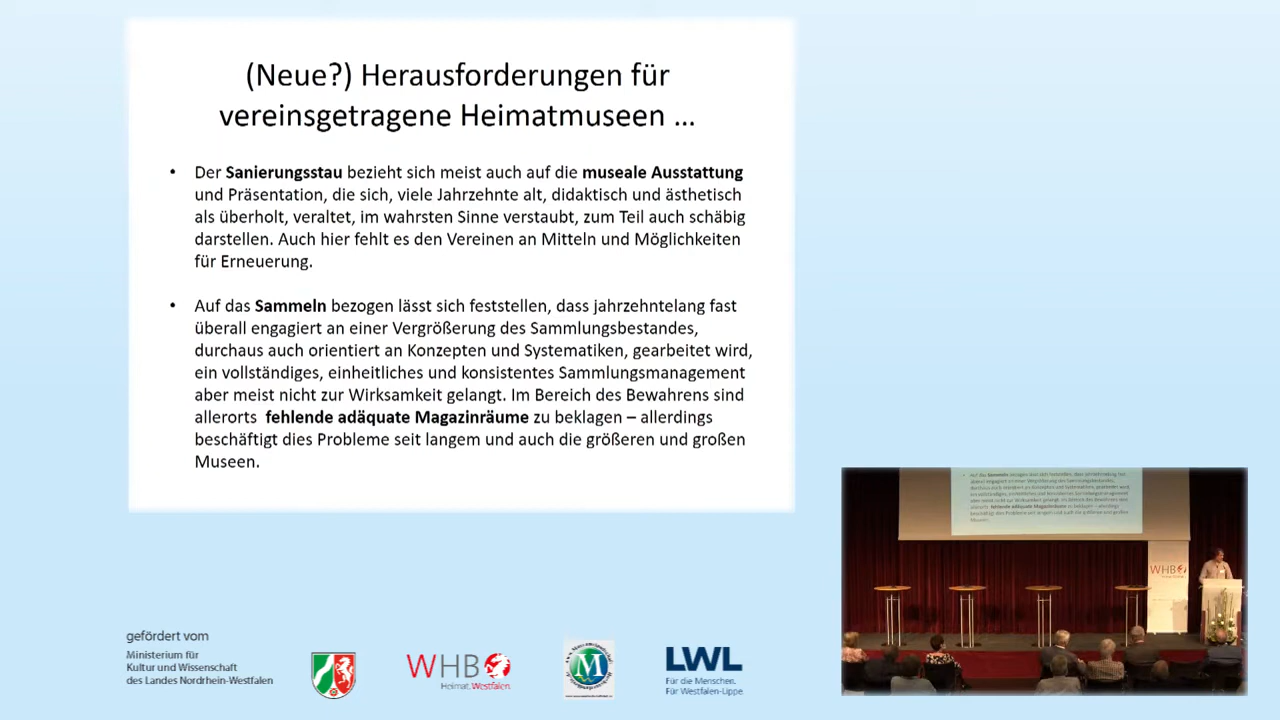 (Neue?) Herausforderungen für
vereinsgetragene Heimatmuseen ...
• Der Sanierungsstau bezieht sich meist auch auf die museale Ausstattung
und Präsentation, die sich, viele Jahrzehnte alt, didaktisch und ästhetisch
als überholt, veraltet, im wahrsten Sinne verstaubt, zum Teil auch schäbig
darstellen. Auch hier fehlt es den Vereinen an Mitteln und Möglichkeiten
für Erneuerung.
• Auf das Sammeln bezogen lässt sich feststellen, dass jahrzehntelang fast
überall engagiert an einer Vergrößerung des Sammlungsbestandes,
durchaus auch orientiert an Konzepten und Systematiken, gearbeitet wird,
ein vollständiges, einheitliches und konsistentes Sammlungsmanagement
aber meist nicht zur Wirksamkeit gelangt. Im Bereich des Bewahrens sind
allerorts fehlende adäquate Magazinräume zu beklagen – allerdings
beschäftigt dies Probleme seit langem und auch die größeren und großen
Museen.
gefördert vom
Ministerium für
Kultur und Wissenschaft
des Landes Nordrhein-Westfalen
WHB
Heimat. Westfalen.
M
LWL
Für die Menschen.
Für Westfalen-Lippe.
WHB